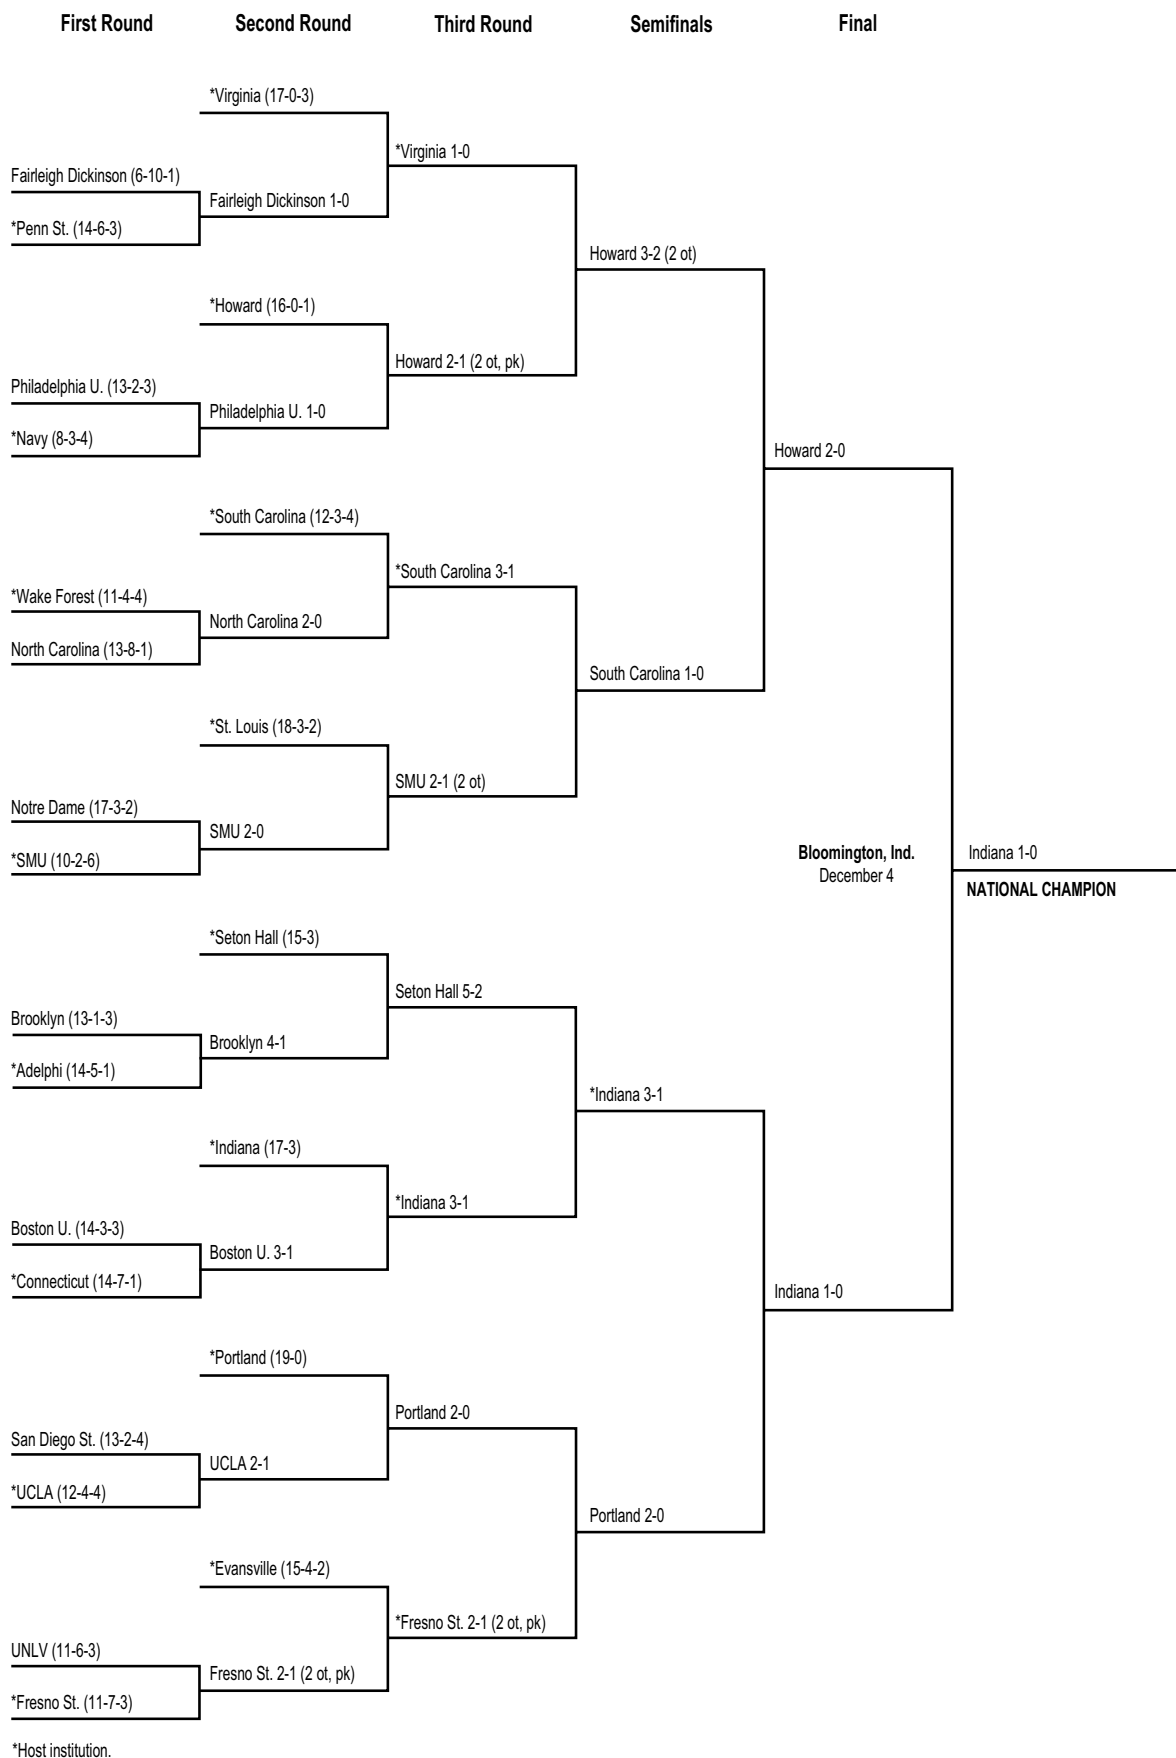 First Round
Second Round
Third Round
Semifinals
Final
*Virginia (17-0-3)
*Virginia 1-0
Fairleigh Dickinson (6-10-1)
Fairleigh Dickinson 1-0
*Penn St. (14-6-3)
Howard 3-2 (2 ot)
*Howard (16-0-1)
Howard 2-1 (2 ot, pk)
Philadelphia U. (13-2-3)
Philadelphia U. 1-0
*Navy (8-3-4)
Howard 2-0
*South Carolina (12-3-4)
*South Carolina 3-1
*Wake Forest (11-4-4)
North Carolina 2-0
North Carolina (13-8-1)
South Carolina 1-0
*St. Louis (18-3-2)
SMU 2-1 (2 ot)
Notre Dame (17-3-2)
SMU 2-0
*SMU (10-2-6)
Bloomington, Ind.
December 4
Indiana 1-0
NATIONAL CHAMPION
*Seton Hall (15-3)
Seton Hall 5-2
Brooklyn (13-1-3)
Brooklyn 4-1
*Adelphi (14-5-1)
*Indiana 3-1
*Indiana (17-3)
*Indiana 3-1
Boston U. (14-3-3)
Boston U. 3-1
*Connecticut (14-7-1)
Indiana 1-0
*Portland (19-0)
Portland 2-0
San Diego St. (13-2-4)
UCLA 2-1
*UCLA (12-4-4)
Portland 2-0
*Evansville (15-4-2)
*Fresno St. 2-1 (2 ot, pk)
UNLV (11-6-3)
Fresno St. 2-1 (2 ot, pk)
*Fresno St. (11-7-3)
*Host institution.